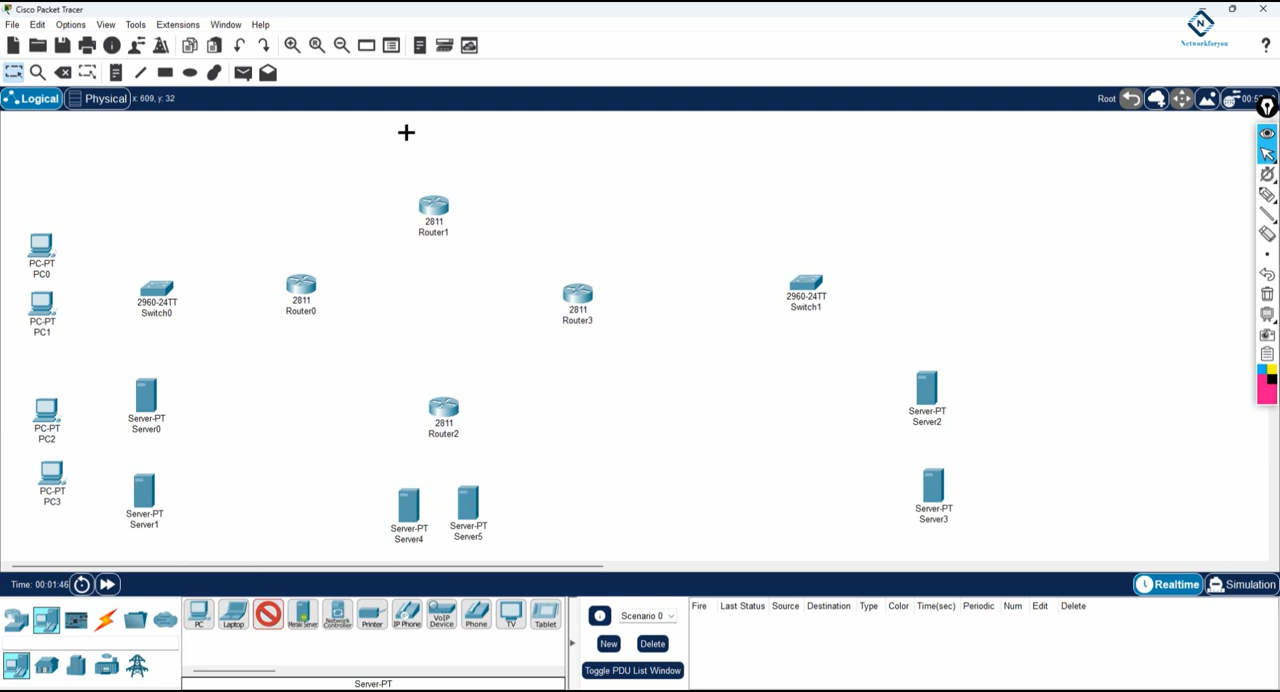 Cisco Packet Tracer
File Edit Options View Tools Extensions Window Help
N
Networkforyou
?
Logical Physical x: 609, y: 32
Root
2811
Router1
PC-PT
PC0
2960-24TT
Switch0
2811
Router0
2811
Router3
2960-24TT
Switch1
PC-PT
PC1
PC-PT
PC2
Server-PT
Server0
2811
Router2
Server-PT
Server2
PC-PT
PC3
Server-PT
Server1
Server-PT
Server4
Server-PT
Server5
Server-PT
Server3
Time: 00:01:46
Realtime Simulation
PC Laptop Meraki Server Network Controller Printer IP Phone VoIP Device Phone TV Tablet
Server-PT
Scenario 0
New Delete
Toggle PDU List Window
Fire Last Status Source Destination Type Color Time(sec) Periodic Num Edit Delete